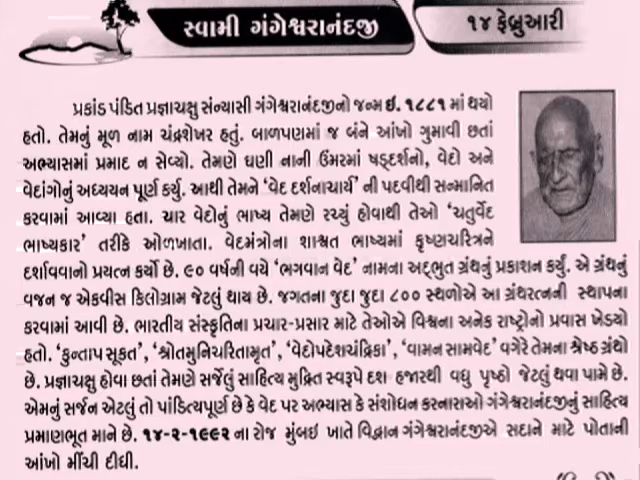 સ્વામી ગંગેશ્વરાનંદજી
૧૪ ફેબ્રુઆરી
પ્રકાંડ પંડિત પ્રજ્ઞાચક્ષુ સંન્યાસી ગંગેશ્વરાનંદજીનો જન્મ ઇ. ૧૮૮૧ માં થયો
હતો. તેમનું મૂળ નામ ચંદ્રશેખર હતું. બાળપણમાં જ બંને આંખો ગુમાવી છતાં
અભ્યાસમાં પ્રમાદ ન સેવ્યો. તેમણે ઘણી નાની ઉંમરમાં ષડ્દર્શનો, વેદો અને
વેદાંગોનું અધ્યયન પૂર્ણ કર્યુ. આથી તેમને ‘વેદ દર્શનાચાર્ય’ ની પદવીથી સન્માનિત
કરવામાં આવ્યા હતા. ચાર વેદોનું ભાષ્ય તેમણે રચ્યું હોવાથી તેઓ ‘ચતુર્વેદ
ભાષ્યકાર’ તરીકે ઓળખાતા. વેદમંત્રોના શાશ્વત ભાષ્યમાં કૃષ્ણચરિત્રને
દર્શાવવાનો પ્રયત્ન કર્યો છે. ૯૦ વર્ષની વયે ‘ભગવાન વેદ’ નામના અદ્ભુત ગ્રંથનું પ્રકાશન કર્યું. એ ગ્રંથનું
વજન જ એકવીસ કિલોગ્રામ જેટલું થાય છે. જગતના જુદા જુદા ૮૦૦ સ્થળોએ આ ગ્રંથરત્નની સ્થાપના
કરવામાં આવી છે. ભારતીય સંસ્કૃતિના પ્રચાર-પ્રસાર માટે તેઓએ વિશ્વના અનેક રાષ્ટ્રોનો પ્રવાસ ખેડયો
હતો. ‘કુન્તાપ સૂકત’, ‘શ્રોતમુનિચરિતામૃત’, ‘વેદોપદેશચંદ્રિકા’, ‘વામન સામવેદ’ વગેરે તેમના શ્રેષ્ઠ ગ્રંથો
છે. પ્રજ્ઞાચક્ષુ હોવા છતાં તેમણે સર્જેલું સાહિત્ય મુદ્રિત સ્વરૂપે દશ હજારથી વધુ પૃષ્ઠો જેટલું થવા પામે છે.
એમનું સર્જન એટલું તો પાંડિત્યપૂર્ણ છે કે વેદ પર અભ્યાસ કે સંશોધન કરનારાઓ ગંગેશ્વરાનંદજીનું સાહિત્ય
પ્રમાણભૂત માને છે. ૧૪-૨-૧૯૯૨ ના રોજ મુંબઇ ખાતે વિદ્વાન ગંગેશ્વરાનંદજીએ સદાને માટે પોતાની
આંખો મીંચી દીધી.